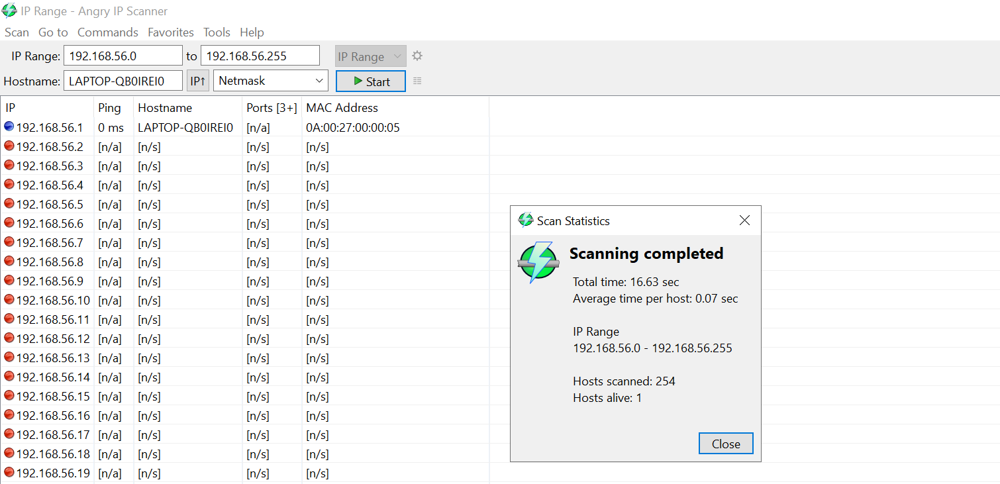 IP Range - Angry IP Scanner
Scan Go to Commands Favorites Tools Help
IP Range: 192.168.56.0 to 192.168.56.255 IP Range
Hostname: LAPTOP-QB0IREI0 IP↑ Netmask Start
IP Ping Hostname Ports [3+] MAC Address
192.168.56.1 0 ms LAPTOP-QB0IREI0 [n/a] 0A:00:27:00:00:05
192.168.56.2 [n/a] [n/s] [n/s] [n/s]
192.168.56.3 [n/a] [n/s] [n/s] [n/s]
192.168.56.4 [n/a] [n/s] [n/s] [n/s]
192.168.56.5 [n/a] [n/s] [n/s] [n/s]
192.168.56.6 [n/a] [n/s] [n/s] [n/s]
192.168.56.7 [n/a] [n/s] [n/s] [n/s]
192.168.56.8 [n/a] [n/s] [n/s] [n/s]
192.168.56.9 [n/a] [n/s] [n/s] [n/s]
192.168.56.10 [n/a] [n/s] [n/s] [n/s]
192.168.56.11 [n/a] [n/s] [n/s] [n/s]
192.168.56.12 [n/a] [n/s] [n/s] [n/s]
192.168.56.13 [n/a] [n/s] [n/s] [n/s]
192.168.56.14 [n/a] [n/s] [n/s] [n/s]
192.168.56.15 [n/a] [n/s] [n/s] [n/s]
192.168.56.16 [n/a] [n/s] [n/s] [n/s]
192.168.56.17 [n/a] [n/s] [n/s] [n/s]
192.168.56.18 [n/a] [n/s] [n/s] [n/s]
192.168.56.19 [n/a] [n/s] [n/s] [n/s]
Scan Statistics
Scanning completed
Total time: 16.63 sec
Average time per host: 0.07 sec
IP Range
192.168.56.0 - 192.168.56.255
Hosts scanned: 254
Hosts alive: 1
Close